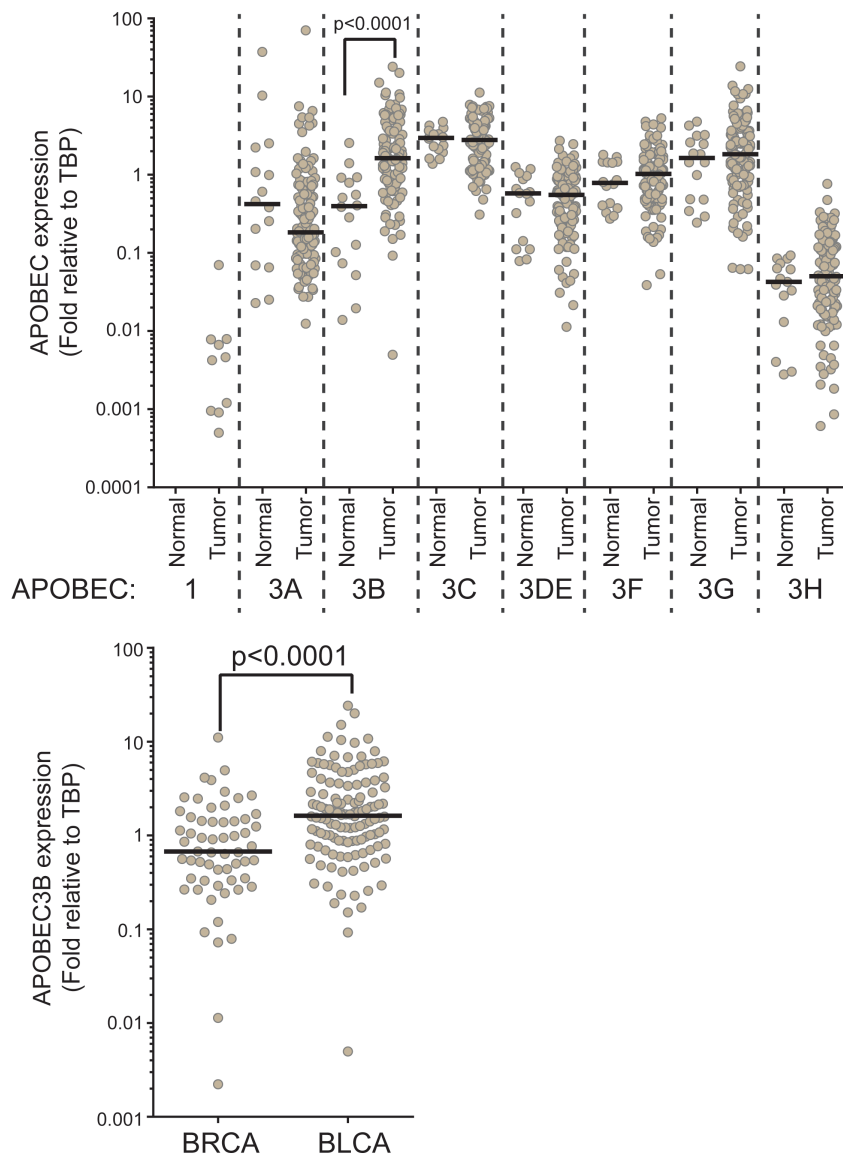 100
10
1
0.1
0.01
0.001
0.0001
APOBEC expression
(Fold relative to TBP)
p<0.0001
Normal Tumor Normal Tumor Normal Tumor Normal Tumor Normal Tumor Normal Tumor Normal Tumor Normal Tumor
APOBEC: 1 3A 3B 3C 3DE 3F 3G 3H
100
10
1
0.1
0.01
0.001
APOBEC3B expression
(Fold relative to TBP)
p<0.0001
BRCA BLCA